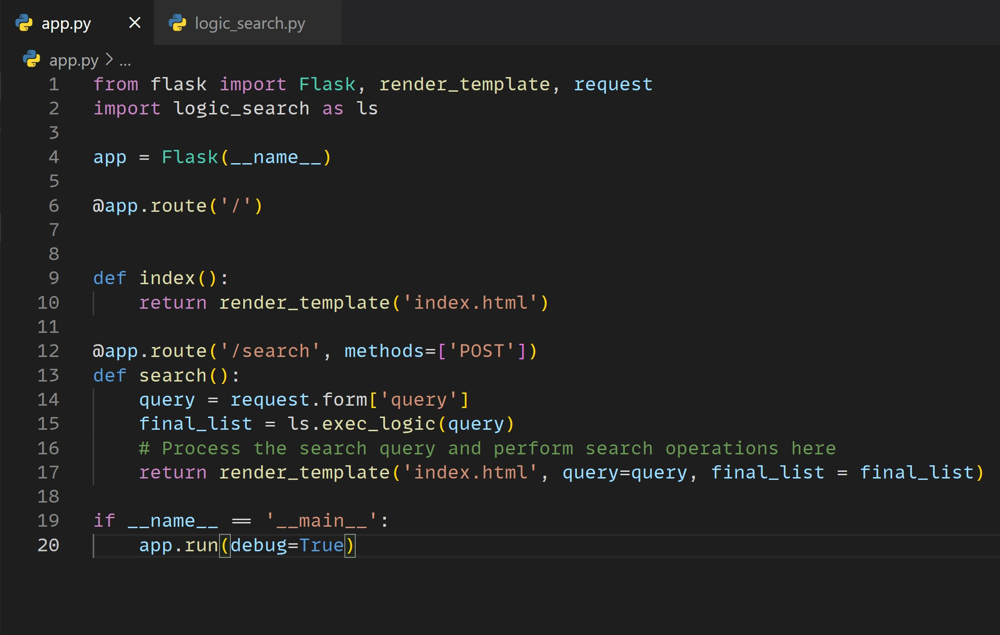 app.py
logic_search.py
app.py > ...
1 from flask import Flask, render_template, request
2 import logic_search as ls
3
4 app = Flask(__name__)
5
6 @app.route('/')
7
8
9 def index():
10     return render_template('index.html')
11
12 @app.route('/search', methods=['POST'])
13 def search():
14     query = request.form['query']
15     final_list = ls.exec_logic(query)
16     # Process the search query and perform search operations here
17     return render_template('index.html', query=query, final_list = final_list)
18
19 if __name__ == '__main__':
20     app.run(debug=True)